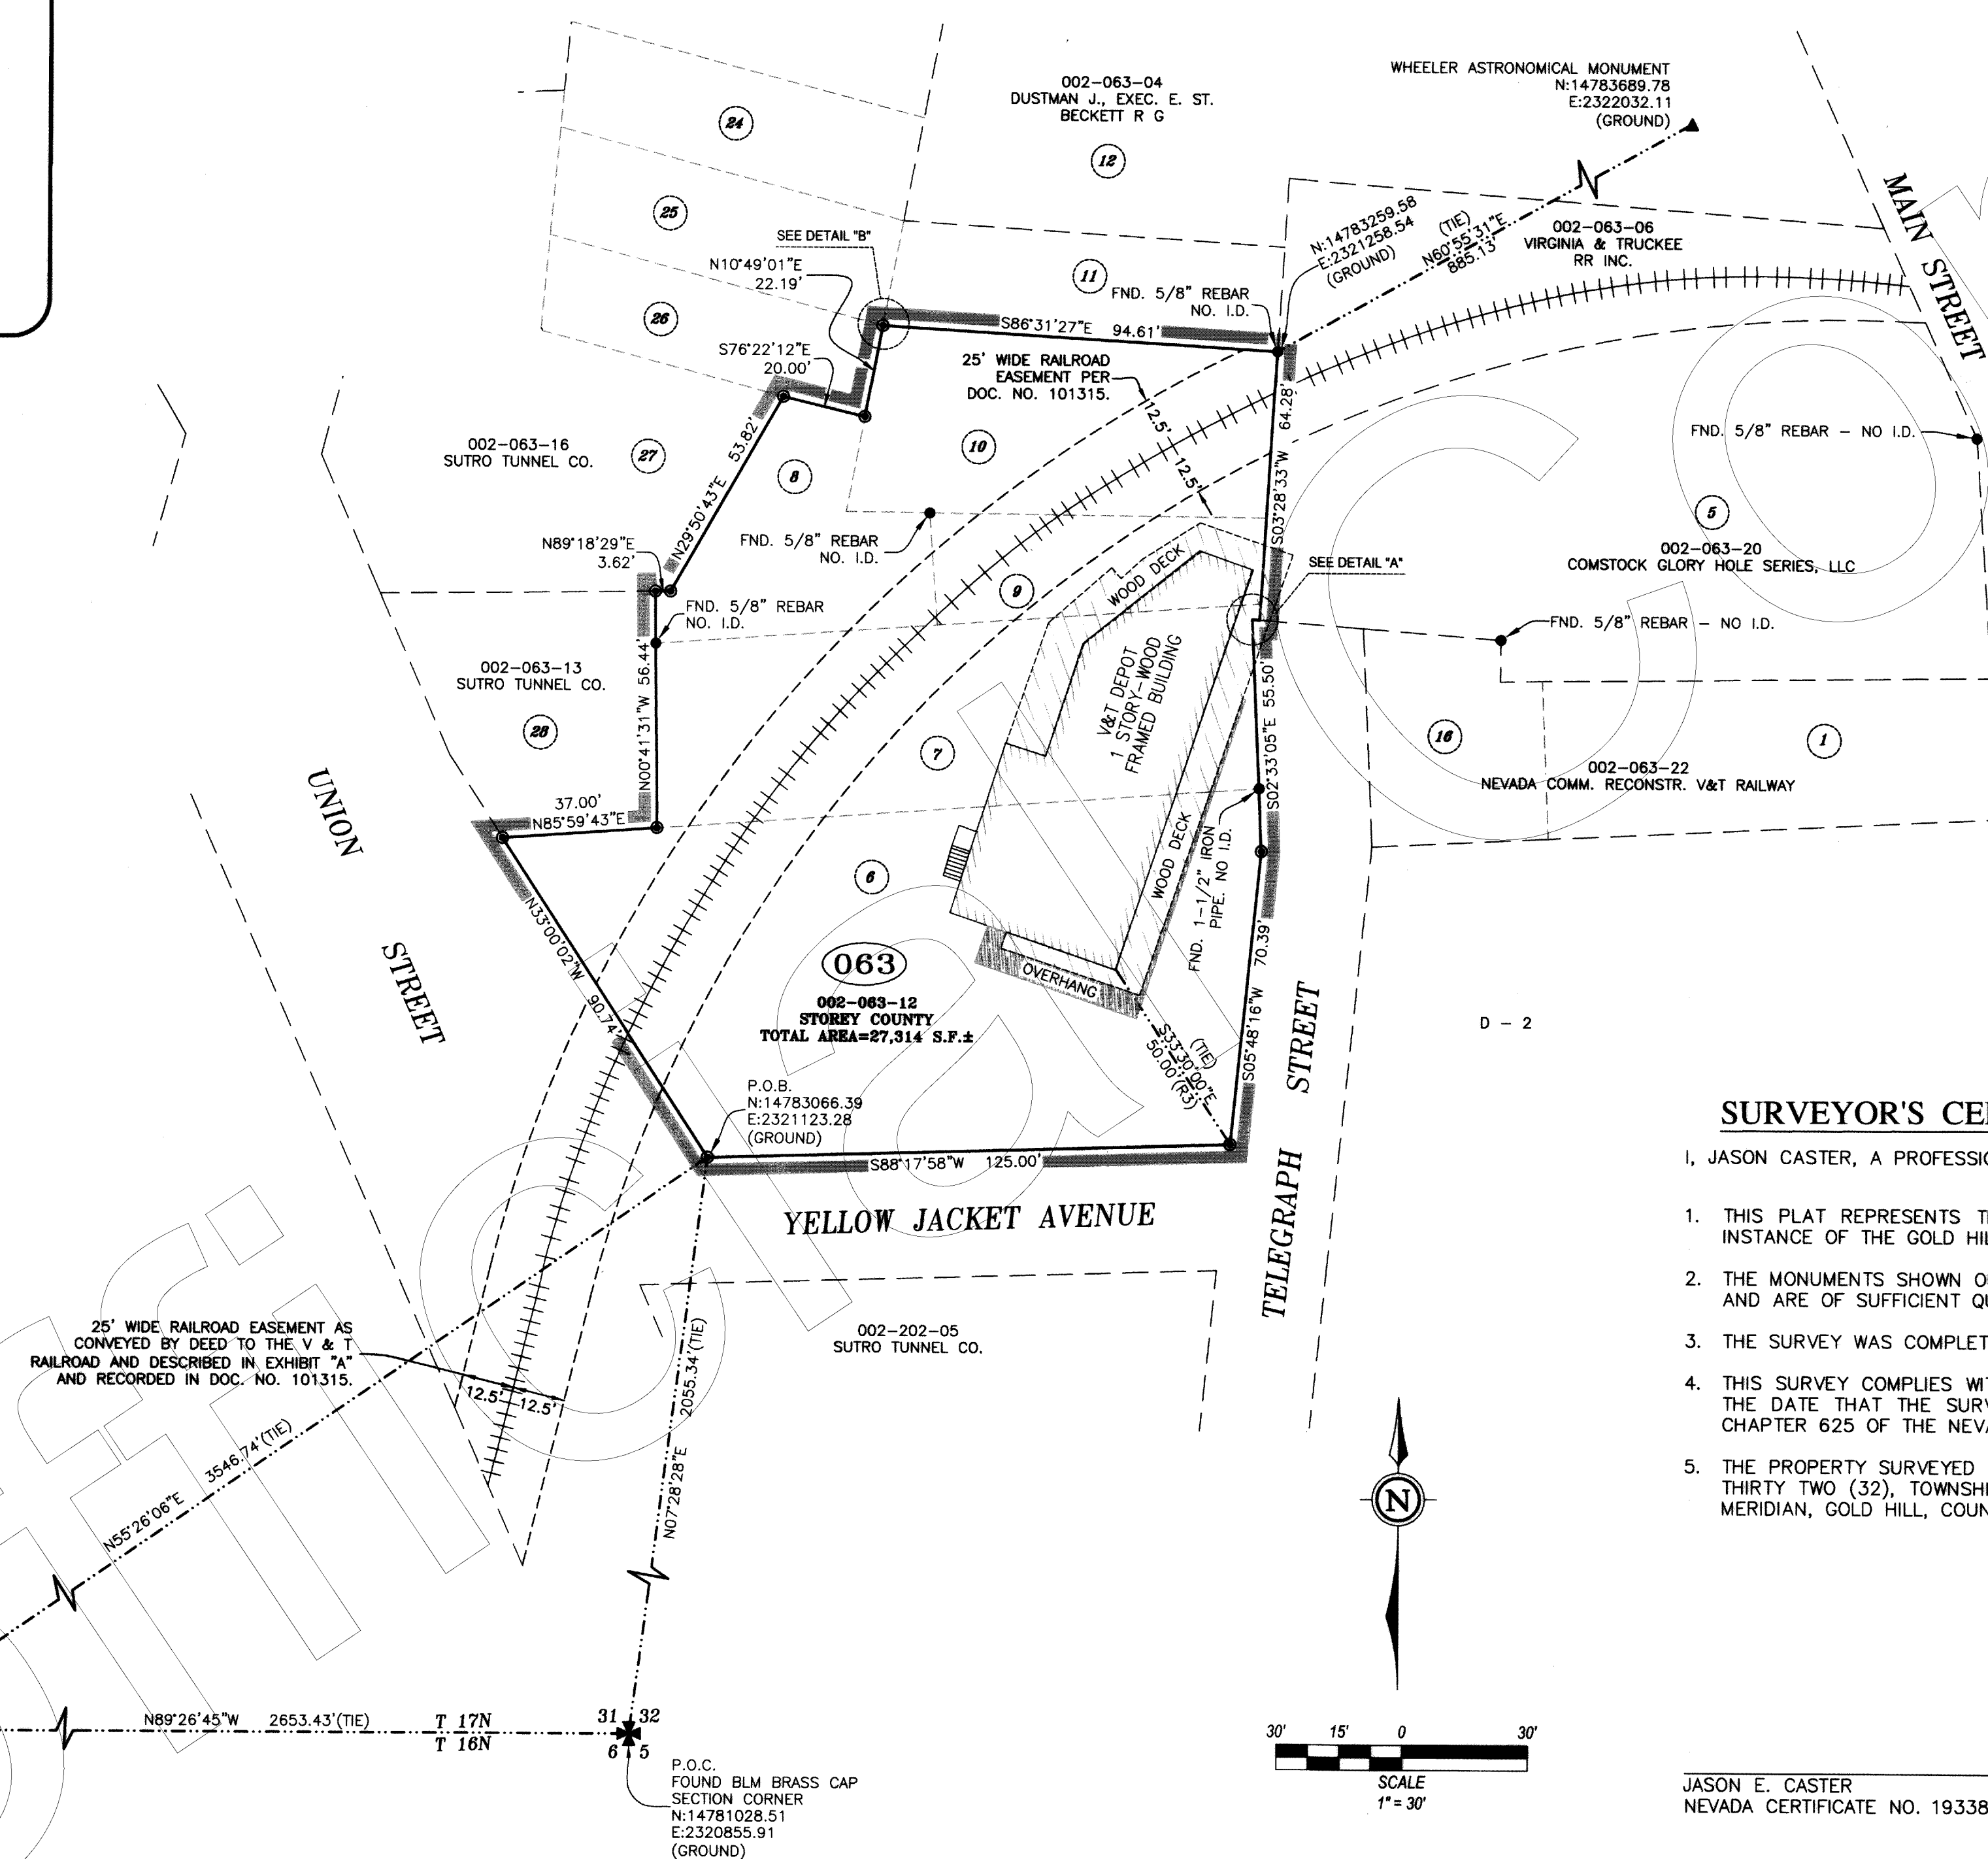 WHEELER ASTRONOMICAL MONUMENT
N:14783689.78
E:2322032.11
(GROUND)
002-063-04
DUSTMAN J., EXEC. E. ST.
BECKETT R G
24
12
25
MAIN STREET
SEE DETAIL "B"
N:14783259.58
E:2321258.54
(GROUND)
(TIE)
N60°55'31"E
885.13'
002-063-06
VIRGINIA & TRUCKEE
RR INC.
N10°49'01"E
22.19'
11
FND. 5/8" REBAR
NO. I.D.
26
S86°31'27"E 94.61'
S76°22'12"E
20.00'
25' WIDE RAILROAD
EASEMENT PER
DOC. NO. 101315.
12.5'
12.5'
64.28'
S03°28'33"W
53.82'
N29°50'43"E
002-063-16
SUTRO TUNNEL CO.
27
8
10
FND. 5/8" REBAR - NO I.D.
5
002-063-20
COMSTOCK GLORY HOLE SERIES, LLC
N89°18'29"E
3.62'
FND. 5/8" REBAR
NO. I.D.
WOOD DECK
SEE DETAIL "A"
9
FND. 5/8" REBAR
NO. I.D.
FND. 5/8" REBAR - NO I.D.
002-063-13
SUTRO TUNNEL CO.
28
N00°41'31"W 56.44'
V&T DEPOT
1 STORY-WOOD
FRAMED BUILDING
7
S02°33'05"E 55.50'
16
1
002-063-22
NEVADA COMM. RECONSTR. V&T RAILWAY
UNION STREET
37.00'
N85°59'43"E
6
WOOD DECK
FND. 1-1/2" IRON
PIPE. NO I.D.
N33°00'02"W 90.74'
063
002-063-12
STOREY COUNTY
TOTAL AREA=27,314 S.F.±
OVERHANG
S05°48'16"W 70.39'
(TIE)
S33°30'00"E
50.00'(R3)
D - 2
P.O.B.
N:14783066.39
E:2321123.28
(GROUND)
S88°17'58"W 125.00'
YELLOW JACKET AVENUE
TELEGRAPH STREET
SURVEYOR'S CE
I, JASON CASTER, A PROFESSI
1. THIS PLAT REPRESENTS T
INSTANCE OF THE GOLD HI
2. THE MONUMENTS SHOWN O
AND ARE OF SUFFICIENT Q
3. THE SURVEY WAS COMPLET
4. THIS SURVEY COMPLIES WI
THE DATE THAT THE SURV
CHAPTER 625 OF THE NEV
5. THE PROPERTY SURVEYED
THIRTY TWO (32), TOWNSHI
MERIDIAN, GOLD HILL, COUN
25' WIDE RAILROAD EASEMENT AS
CONVEYED BY DEED TO THE V & T
RAILROAD AND DESCRIBED IN EXHIBIT "A"
AND RECORDED IN DOC. NO. 101315.
12.5'
12.5'
002-202-05
SUTRO TUNNEL CO.
N55°26'06"E 3546.74'(TIE)
N07°28'28"E 2055.34'(TIE)
N
N89°26'45"W 2653.43'(TIE)
T 17N
T 16N
31 32
6 5
P.O.C.
FOUND BLM BRASS CAP
SECTION CORNER
N:14781028.51
E:2320855.91
(GROUND)
30' 15' 0 30'
SCALE
1" = 30'
JASON E. CASTER
NEVADA CERTIFICATE NO. 19338